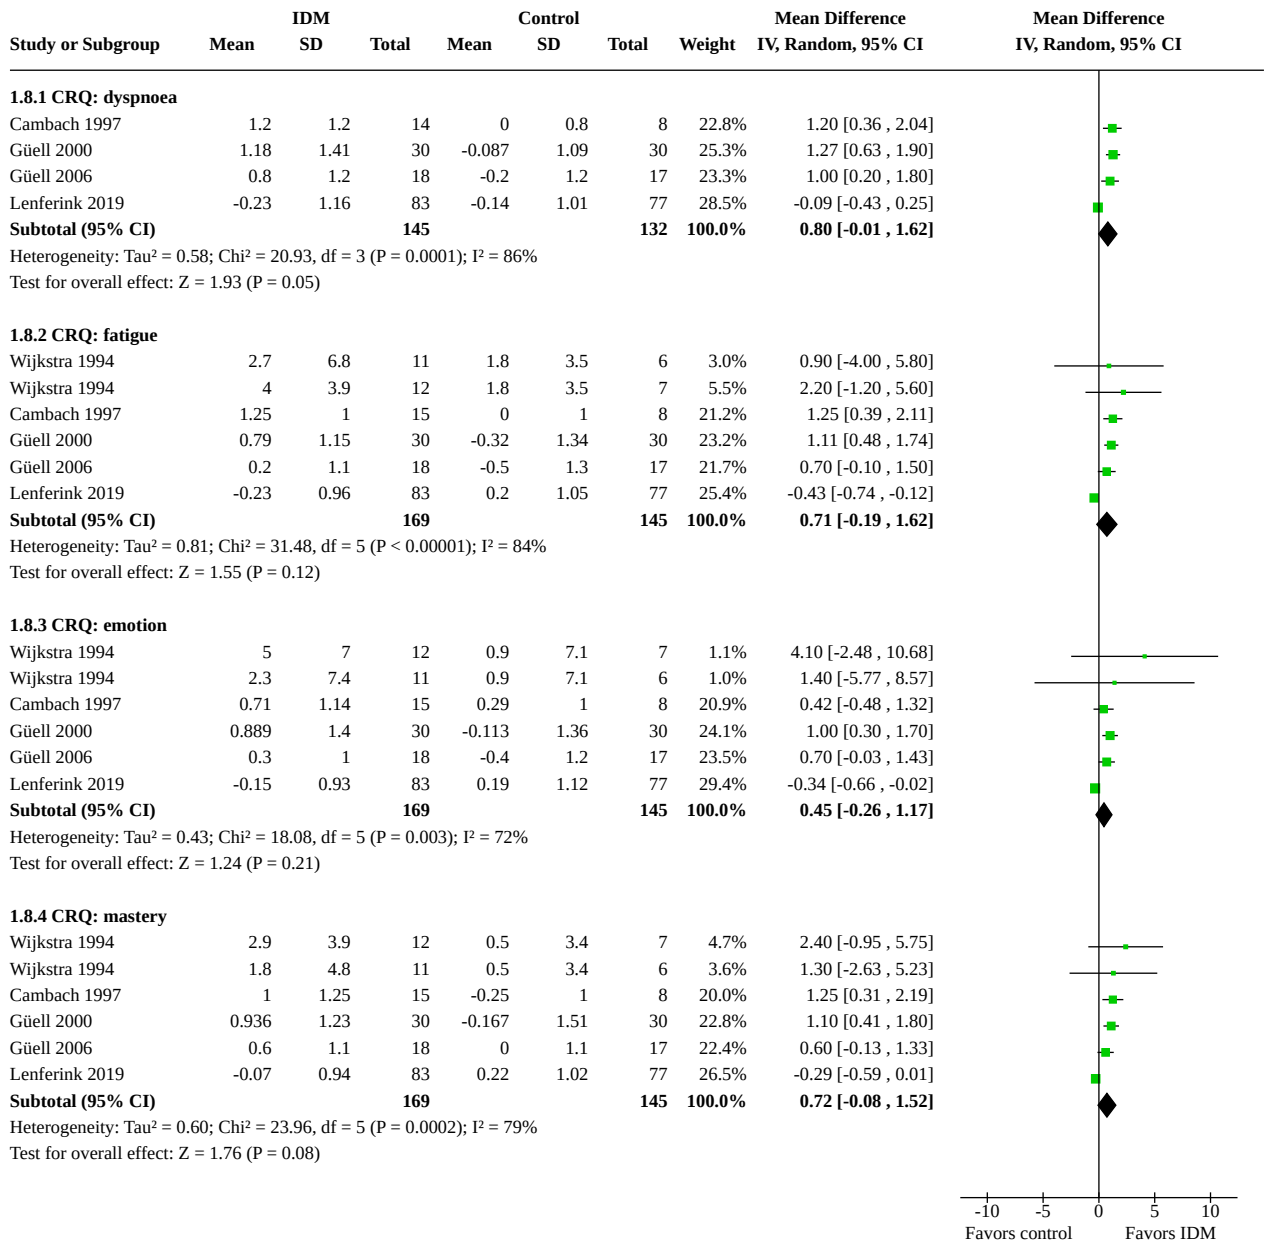 IDM Control Mean Difference Mean Difference
Study or Subgroup Mean SD Total Mean SD Total Weight IV, Random, 95% CI IV, Random, 95% CI
1.8.1 CRQ: dyspnoea
Cambach 1997 1.2 1.2 14 0 0.8 8 22.8% 1.20 [0.36 , 2.04]
Güell 2000 1.18 1.41 30 -0.087 1.09 30 25.3% 1.27 [0.63 , 1.90]
Güell 2006 0.8 1.2 18 -0.2 1.2 17 23.3% 1.00 [0.20 , 1.80]
Lenferink 2019 -0.23 1.16 83 -0.14 1.01 77 28.5% -0.09 [-0.43 , 0.25]
Subtotal (95% CI) 145 132 100.0% 0.80 [-0.01 , 1.62]
Heterogeneity: Tau² = 0.58; Chi² = 20.93, df = 3 (P = 0.0001); I² = 86%
Test for overall effect: Z = 1.93 (P = 0.05)
1.8.2 CRQ: fatigue
Wijkstra 1994 2.7 6.8 11 1.8 3.5 6 3.0% 0.90 [-4.00 , 5.80]
Wijkstra 1994 4 3.9 12 1.8 3.5 7 5.5% 2.20 [-1.20 , 5.60]
Cambach 1997 1.25 1 15 0 1 8 21.2% 1.25 [0.39 , 2.11]
Güell 2000 0.79 1.15 30 -0.32 1.34 30 23.2% 1.11 [0.48 , 1.74]
Güell 2006 0.2 1.1 18 -0.5 1.3 17 21.7% 0.70 [-0.10 , 1.50]
Lenferink 2019 -0.23 0.96 83 0.2 1.05 77 25.4% -0.43 [-0.74 , -0.12]
Subtotal (95% CI) 169 145 100.0% 0.71 [-0.19 , 1.62]
Heterogeneity: Tau² = 0.81; Chi² = 31.48, df = 5 (P < 0.00001); I² = 84%
Test for overall effect: Z = 1.55 (P = 0.12)
1.8.3 CRQ: emotion
Wijkstra 1994 5 7 12 0.9 7.1 7 1.1% 4.10 [-2.48 , 10.68]
Wijkstra 1994 2.3 7.4 11 0.9 7.1 6 1.0% 1.40 [-5.77 , 8.57]
Cambach 1997 0.71 1.14 15 0.29 1 8 20.9% 0.42 [-0.48 , 1.32]
Güell 2000 0.889 1.4 30 -0.113 1.36 30 24.1% 1.00 [0.30 , 1.70]
Güell 2006 0.3 1 18 -0.4 1.2 17 23.5% 0.70 [-0.03 , 1.43]
Lenferink 2019 -0.15 0.93 83 0.19 1.12 77 29.4% -0.34 [-0.66 , -0.02]
Subtotal (95% CI) 169 145 100.0% 0.45 [-0.26 , 1.17]
Heterogeneity: Tau² = 0.43; Chi² = 18.08, df = 5 (P = 0.003); I² = 72%
Test for overall effect: Z = 1.24 (P = 0.21)
1.8.4 CRQ: mastery
Wijkstra 1994 2.9 3.9 12 0.5 3.4 7 4.7% 2.40 [-0.95 , 5.75]
Wijkstra 1994 1.8 4.8 11 0.5 3.4 6 3.6% 1.30 [-2.63 , 5.23]
Cambach 1997 1 1.25 15 -0.25 1 8 20.0% 1.25 [0.31 , 2.19]
Güell 2000 0.936 1.23 30 -0.167 1.51 30 22.8% 1.10 [0.41 , 1.80]
Güell 2006 0.6 1.1 18 0 1.1 17 22.4% 0.60 [-0.13 , 1.33]
Lenferink 2019 -0.07 0.94 83 0.22 1.02 77 26.5% -0.29 [-0.59 , 0.01]
Subtotal (95% CI) 169 145 100.0% 0.72 [-0.08 , 1.52]
Heterogeneity: Tau² = 0.60; Chi² = 23.96, df = 5 (P = 0.0002); I² = 79%
Test for overall effect: Z = 1.76 (P = 0.08)
-10 -5 0 5 10
Favors control Favors IDM